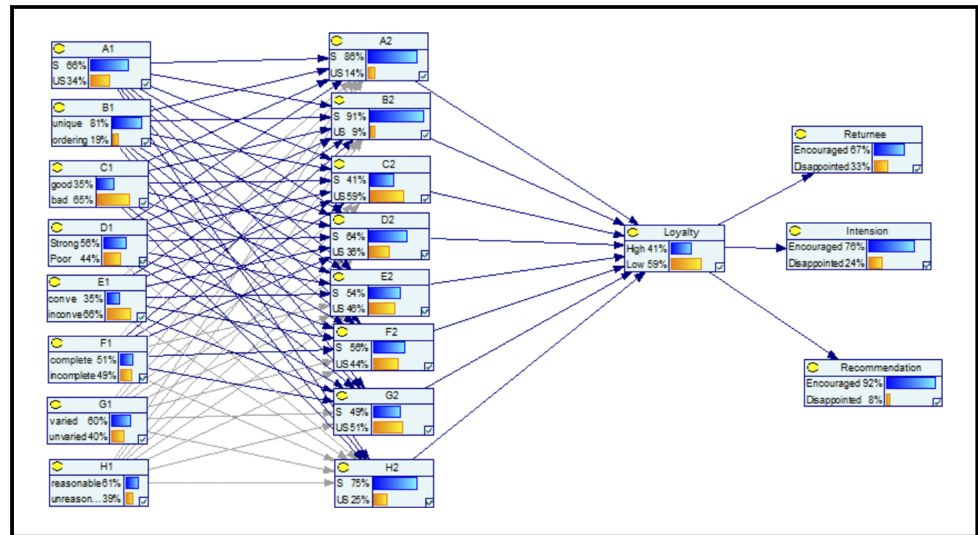 A1
S 66%
US 34%
B1
unique 81%
ordering 19%
C1
good 35%
bad 65%
D1
Strong 56%
Poor 44%
E1
conve 35%
inconve 66%
F1
complete 51%
incomplete 49%
G1
varied 60%
unvaried 40%
H1
reasonable 61%
unreason... 39%
A2
S 86%
US 14%
B2
S 91%
US 9%
C2
S 41%
US 59%
D2
S 64%
US 36%
E2
S 54%
US 46%
F2
S 56%
US 44%
G2
S 49%
US 51%
H2
S 75%
US 25%
Loyalty
High 41%
Low 59%
Returnee
Encouraged 67%
Disappointed 33%
Intension
Encouraged 76%
Disappointed 24%
Recommendation
Encouraged 92%
Disappointed 8%